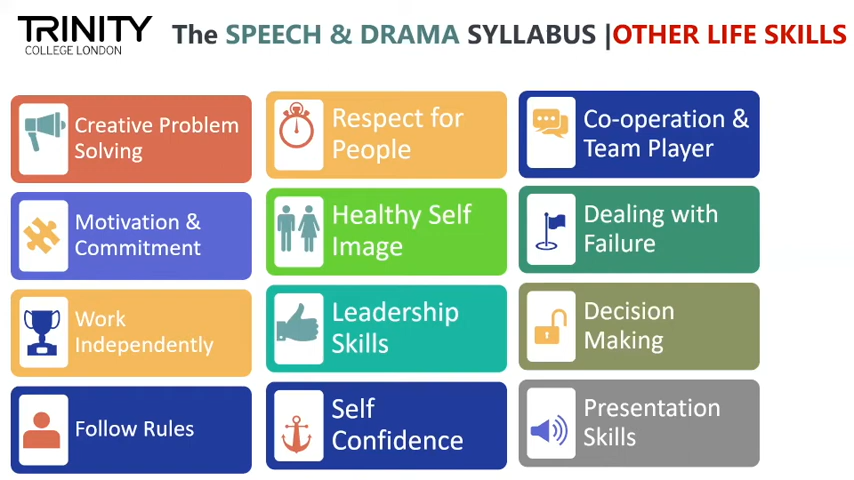 TRINITY
COLLEGE LONDON
The SPEECH & DRAMA SYLLABUS |OTHER LIFE SKILLS
Creative Problem
Solving
Motivation &
Commitment
Work
Independently
Follow Rules
Respect for
People
Healthy Self
Image
Leadership
Skills
Self
Confidence
Co-operation &
Team Player
Dealing with
Failure
Decision
Making
Presentation
Skills